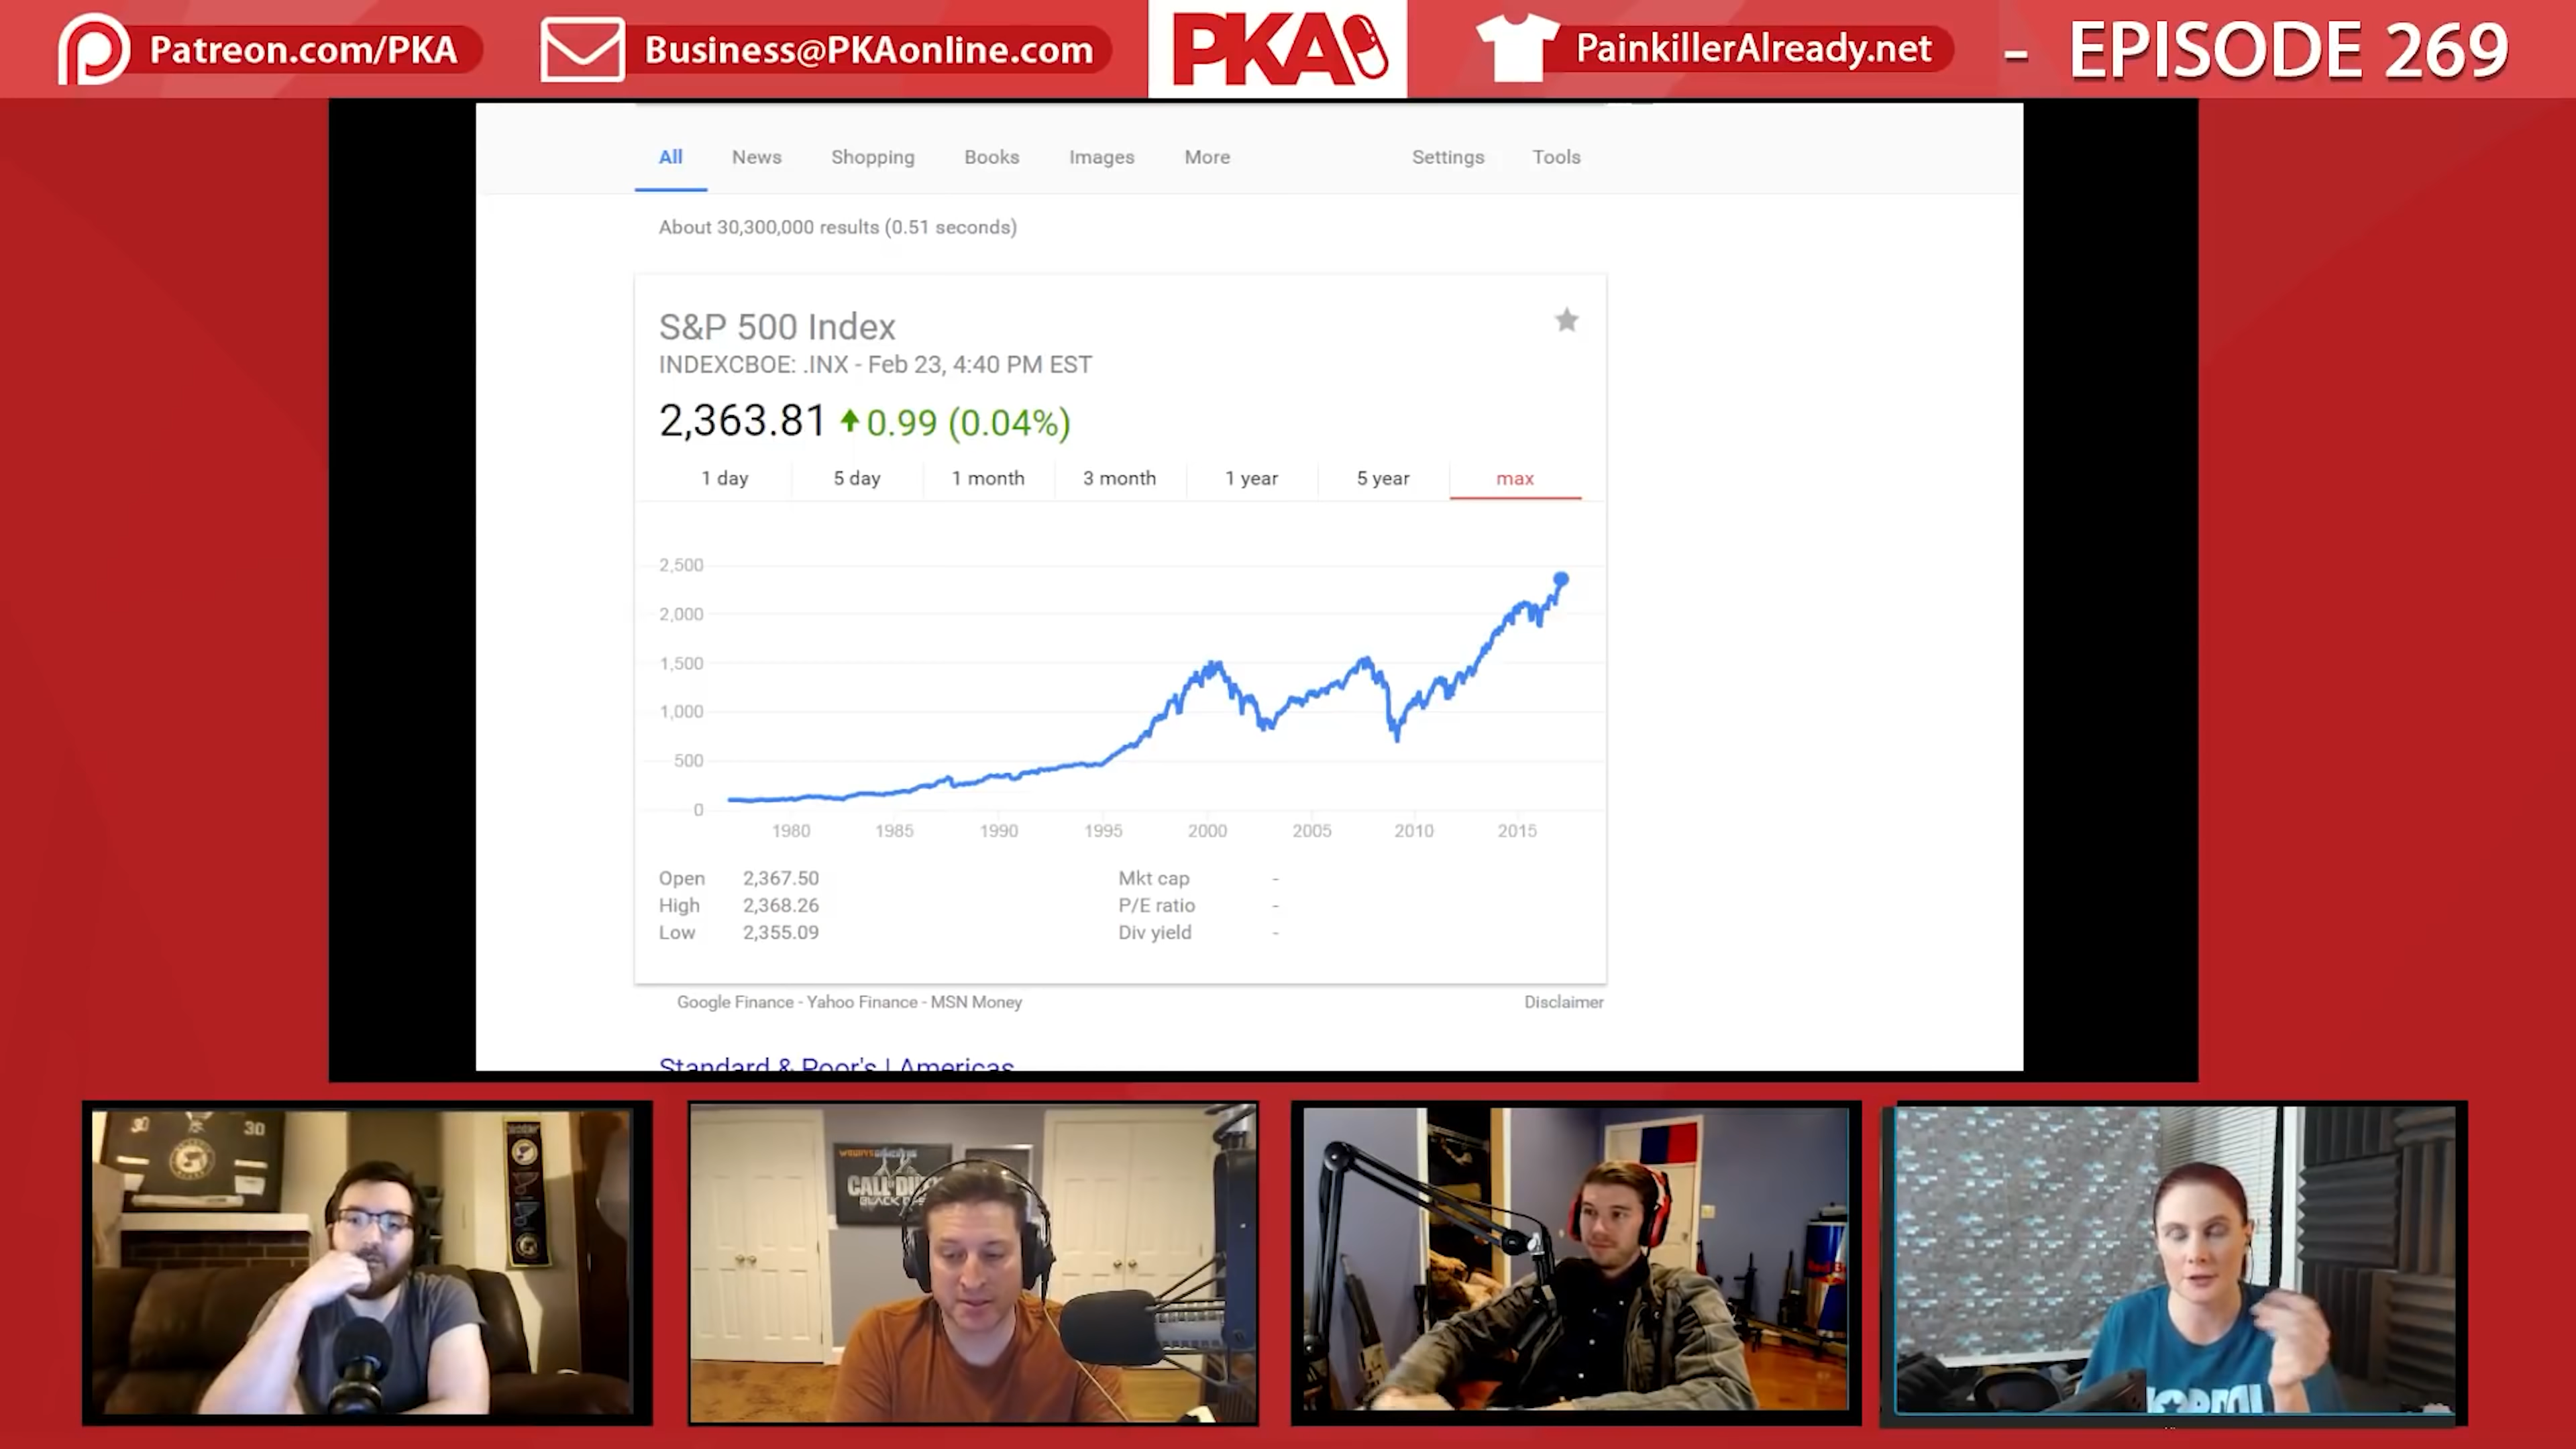 Patreon.com/PKA
Business@PKAonline.com
PKA
PainkillerAlready.net
- EPISODE 269
All News Shopping Books Images More Settings Tools
About 30,300,000 results (0.51 seconds)
S&P 500 Index
INDEXCBOE: .INX - Feb 23, 4:40 PM EST
2,363.81 0.99 (0.04%)
1 day 5 day 1 month 3 month 1 year 5 year max
2,500
2,000
1,500
1,000
500
0
1980 1985 1990 1995 2000 2005 2010 2015
Open 2,367.50 Mkt cap -
High 2,368.26 P/E ratio -
Low 2,355.09 Div yield -
Google Finance - Yahoo Finance - MSN Money Disclaimer
Standard & Poor's | Americas
30 30
CALL OF DUTY
BLACK OPS